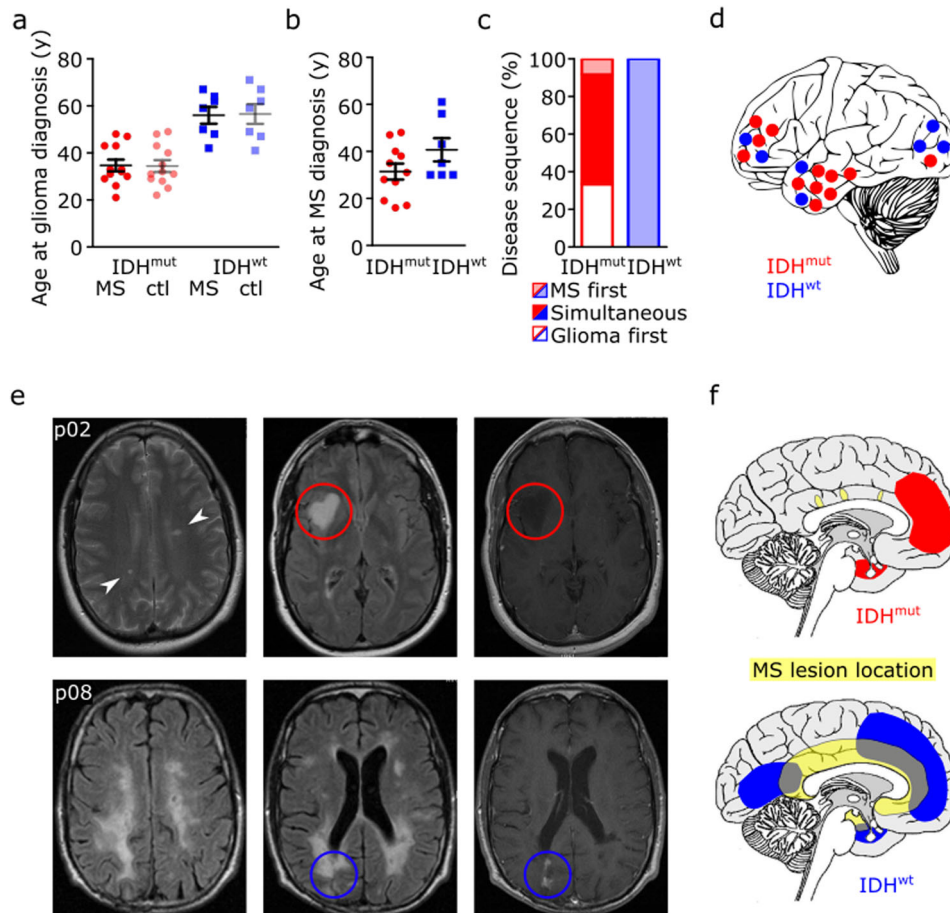 a
Age at glioma diagnosis (y)
80
60
40
20
0
IDHmut IDHwt
MS ctl MS ctl
b
Age at MS diagnosis (y)
80
60
40
20
0
IDHmut IDHwt
c
Disease sequence (%)
100
80
60
40
20
0
IDHmut IDHwt
MS first
Simultaneous
Glioma first
d
IDHmut
IDHwt
e
p02
p08
f
IDHmut
MS lesion location
IDHwt